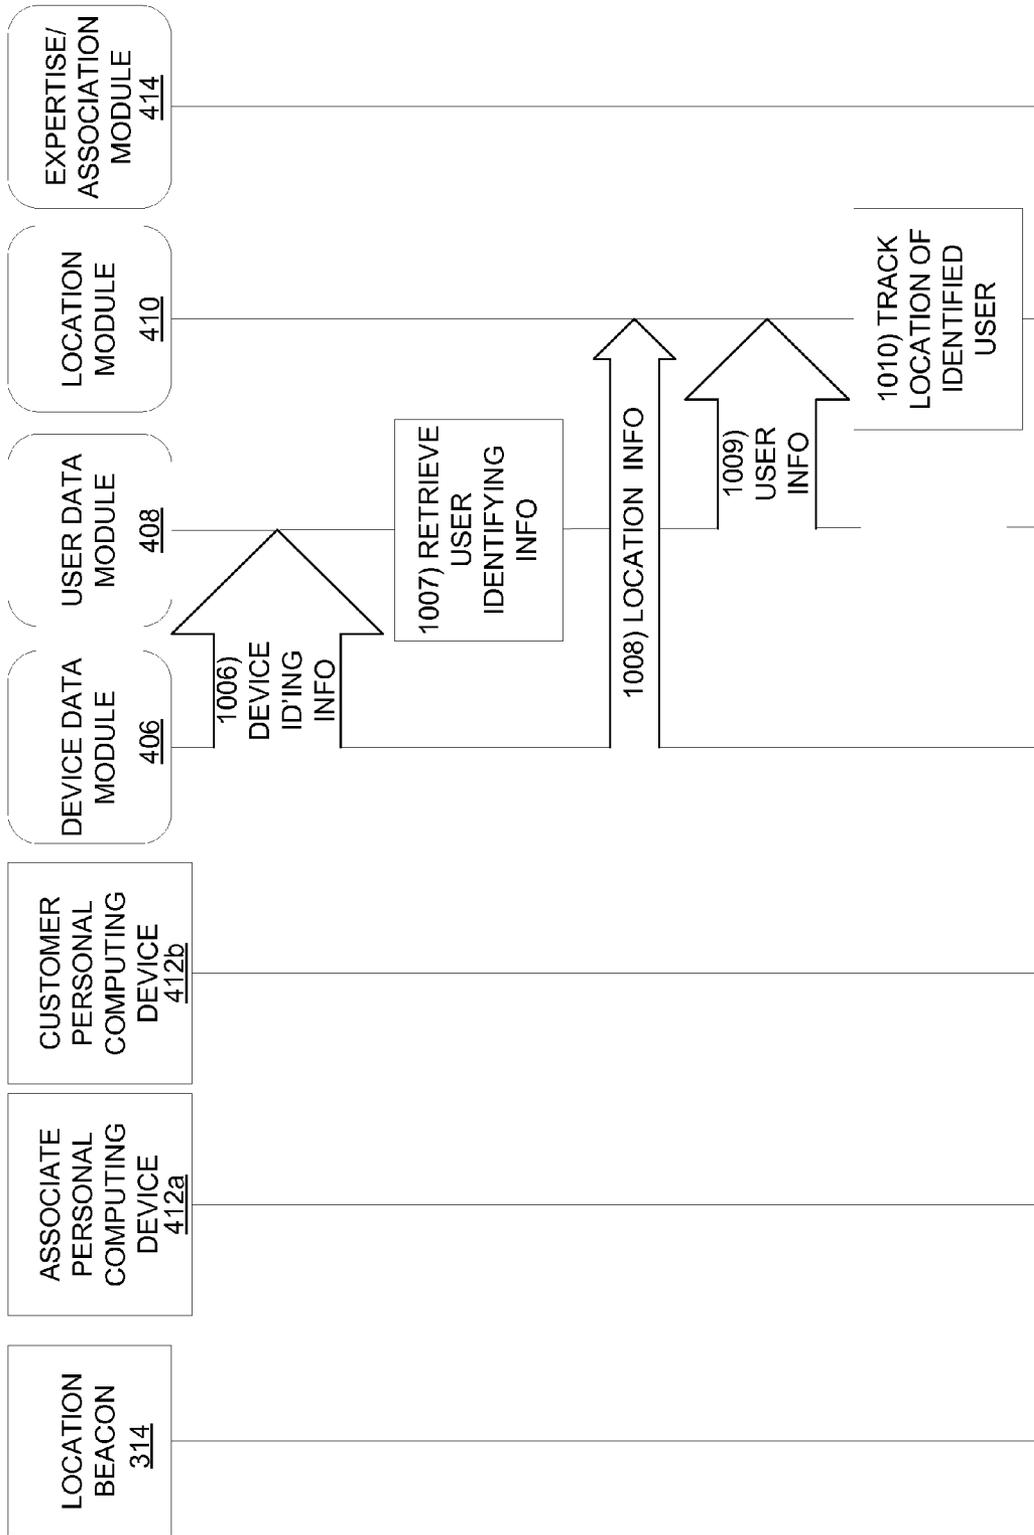 LOCATION
BEACON
314
ASSOCIATE
PERSONAL
COMPUTING
DEVICE
412a
CUSTOMER
PERSONAL
COMPUTING
DEVICE
412b
DEVICE DATA
MODULE
406
USER DATA
MODULE
408
LOCATION
MODULE
410
EXPERTISE/
ASSOCIATION
MODULE
414
1006)
DEVICE
ID'ING
INFO
1007) RETRIEVE
USER
IDENTIFYING
INFO
1008) LOCATION INFO
1009)
USER
INFO
1010) TRACK
LOCATION OF
IDENTIFIED
USER